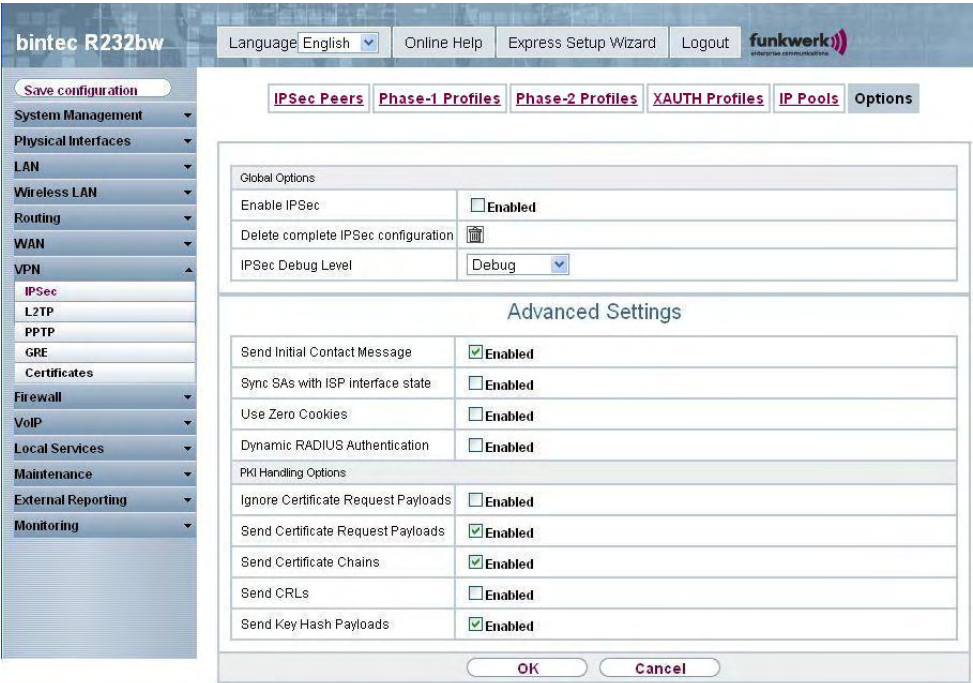 bintec R232bw
Language English Online Help Express Setup Wizard Logout funkwerk
enterprise communications
Save configuration
System Management
Physical Interfaces
LAN
Wireless LAN
Routing
WAN
VPN
IPSec
L2TP
PPTP
GRE
Certificates
Firewall
VoIP
Local Services
Maintenance
External Reporting
Monitoring
IPSec Peers Phase-1 Profiles Phase-2 Profiles XAUTH Profiles IP Pools Options
Global Options
Enable IPSec Enabled
Delete complete IPSec configuration
IPSec Debug Level Debug
Advanced Settings
Send Initial Contact Message Enabled
Sync SAs with ISP interface state Enabled
Use Zero Cookies Enabled
Dynamic RADIUS Authentication Enabled
PKI Handling Options
Ignore Certificate Request Payloads Enabled
Send Certificate Request Payloads Enabled
Send Certificate Chains Enabled
Send CRLs Enabled
Send Key Hash Payloads Enabled
OK Cancel